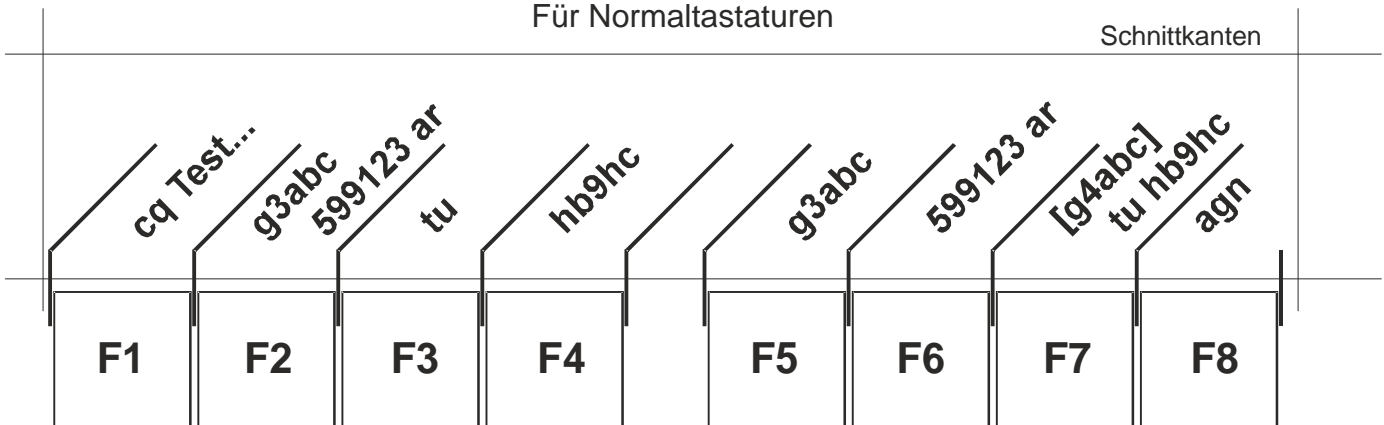 Für Normaltastaturen
Schnittkanten
cq Test...
g3abc
599123 ar
tu
hb9hc
g3abc
599123 ar
[g4abc]
tu hb9hc
agn
F1
F2
F3
F4
F5
F6
F7
F8